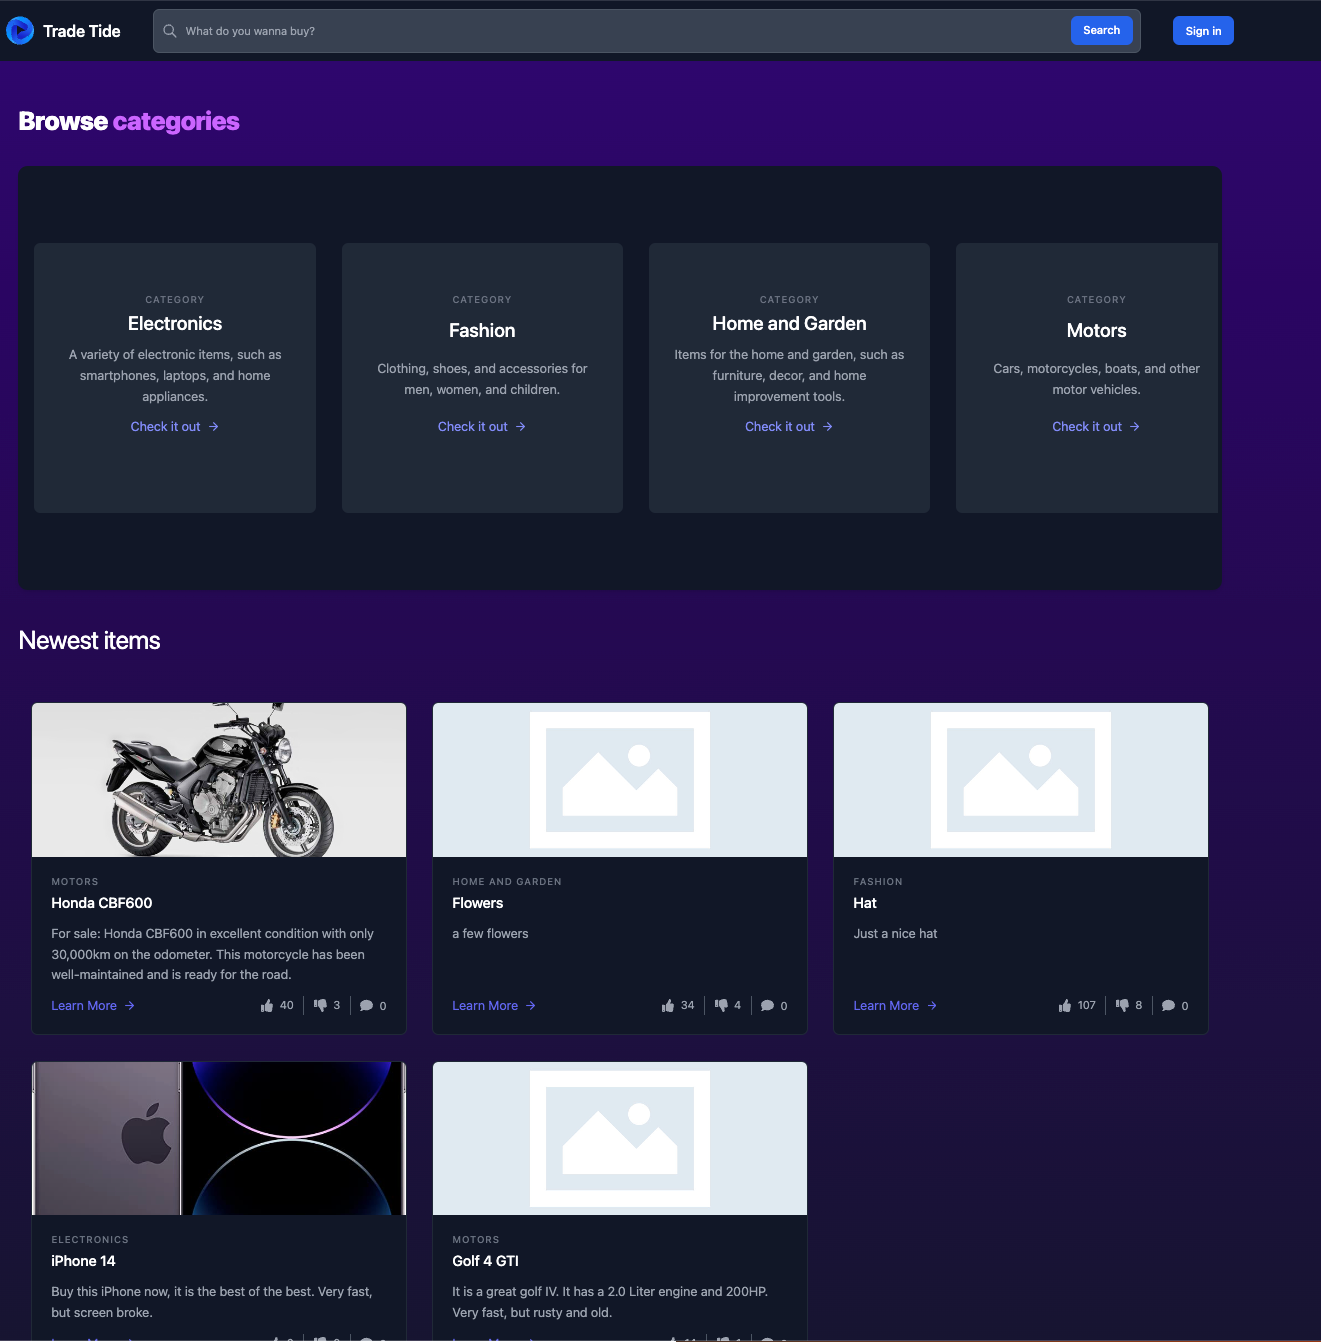 Trade Tide
What do you wanna buy?
Search
Sign in
Browse categories
CATEGORY
Electronics
A variety of electronic items, such as
smartphones, laptops, and home
appliances.
Check it out →
CATEGORY
Fashion
Clothing, shoes, and accessories for
men, women, and children.
Check it out →
CATEGORY
Home and Garden
Items for the home and garden, such as
furniture, decor, and home
improvement tools.
Check it out →
CATEGORY
Motors
Cars, motorcycles, boats, and other
motor vehicles.
Check it out →
Newest items
MOTORS
Honda CBF600
For sale: Honda CBF600 in excellent condition with only
30,000km on the odometer. This motorcycle has been
well-maintained and is ready for the road.
Learn More → 40 3 0
HOME AND GARDEN
Flowers
a few flowers
Learn More → 34 4 0
FASHION
Hat
Just a nice hat
Learn More → 107 8 0
ELECTRONICS
iPhone 14
Buy this iPhone now, it is the best of the best. Very fast,
but screen broke.
MOTORS
Golf 4 GTI
It is a great golf IV. It has a 2.0 Liter engine and 200HP.
Very fast, but rusty and old.